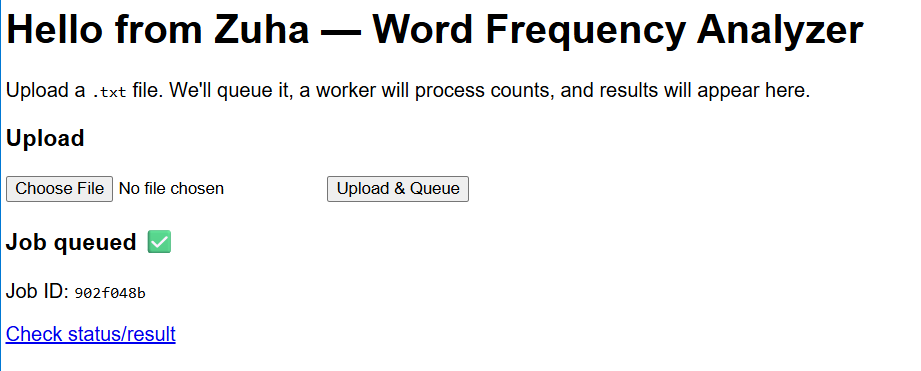 Hello from Zuha — Word Frequency Analyzer
Upload a .txt file. We'll queue it, a worker will process counts, and results will appear here.
Upload
Choose File No file chosen Upload & Queue
Job queued ✅
Job ID: 902f048b
Check status/result